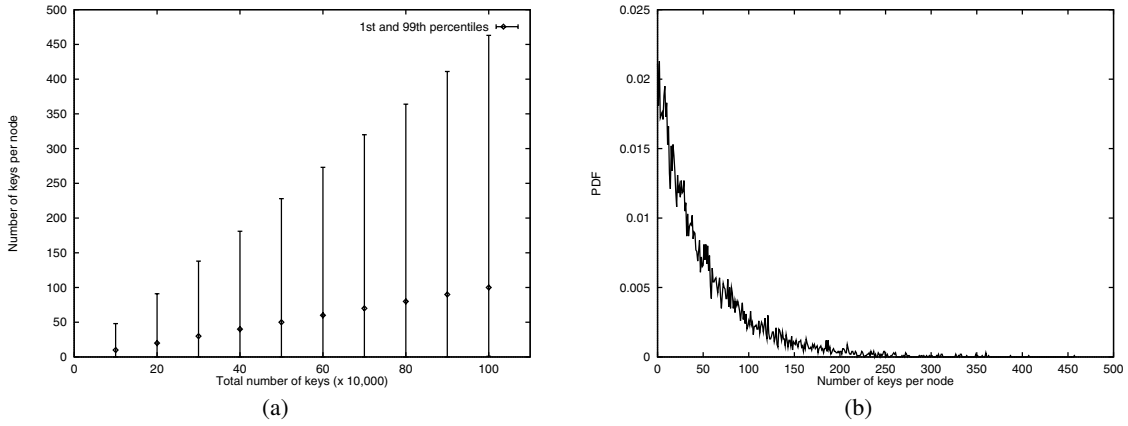 500
450
400
350
300
250
200
150
100
50
0
Number of keys per node
1st and 99th percentiles
0 20 40 60 80 100
Total number of keys (x 10,000)
(a)
0.025
0.02
0.015
0.01
0.005
0
PDF
0 50 100 150 200 250 300 350 400 450 500
Number of keys per node
(b)